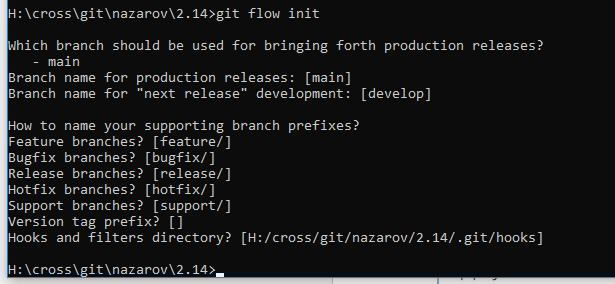 H:\cross\git\nazarov\2.14>git flow init
Which branch should be used for bringing forth production releases?
- main
Branch name for production releases: [main]
Branch name for "next release" development: [develop]
How to name your supporting branch prefixes?
Feature branches? [feature/]
Bugfix branches? [bugfix/]
Release branches? [release/]
Hotfix branches? [hotfix/]
Support branches? [support/]
Version tag prefix? []
Hooks and filters directory? [H:/cross/git/nazarov/2.14/.git/hooks]
H:\cross\git\nazarov\2.14>